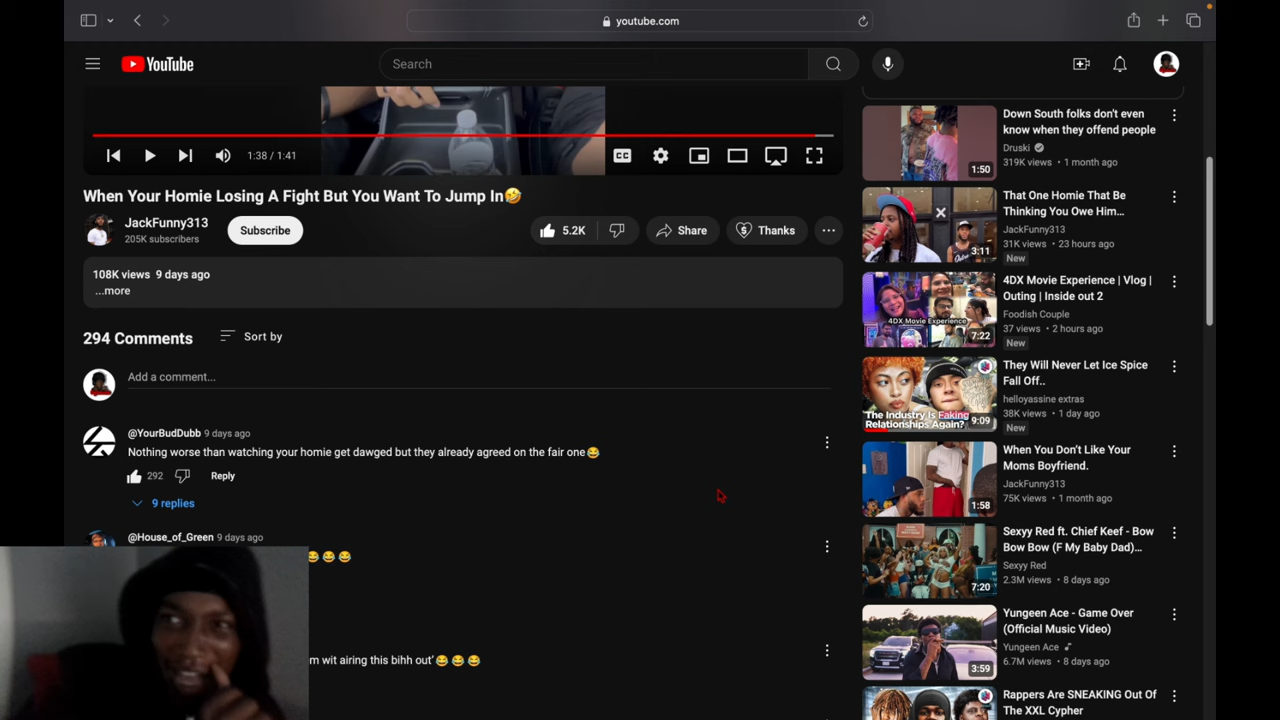 youtube.com
YouTube
Search
1:38 / 1:41
CC
When Your Homie Losing A Fight But You Want To Jump In🤣
JackFunny313
205K subscribers
Subscribe
5.2K
Share
Thanks
108K views 9 days ago
...more
294 Comments
Sort by
Add a comment...
@YourBudDubb 9 days ago
Nothing worse than watching your homie get dawged but they already agreed on the fair one😂
292
Reply
9 replies
@House_of_Green 9 days ago
😂😂😂
m wit airing this bihh out'😂😂😂
1:50
Down South folks don't even
know when they offend people
Druski
319K views • 1 month ago
3:11
That One Homie That Be
Thinking You Owe Him…
JackFunny313
31K views • 23 hours ago
New
4DX Movie Experience
7:22
4DX Movie Experience | Vlog |
Outing | Inside out 2
Foodish Couple
37 views • 2 hours ago
New
The Industry Is Faking
Relationships Again?
9:09
They Will Never Let Ice Spice
Fall Off..
helloyassine extras
38K views • 1 day ago
New
1:58
When You Don't Like Your
Moms Boyfriend.
JackFunny313
75K views • 1 month ago
7:20
Sexyy Red ft. Chief Keef - Bow
Bow Bow (F My Baby Dad)…
Sexyy Red
2.3M views • 8 days ago
3:59
Yungeen Ace - Game Over
(Official Music Video)
Yungeen Ace
6.7M views • 8 days ago
Rappers Are SNEAKING Out Of
The XXL Cypher